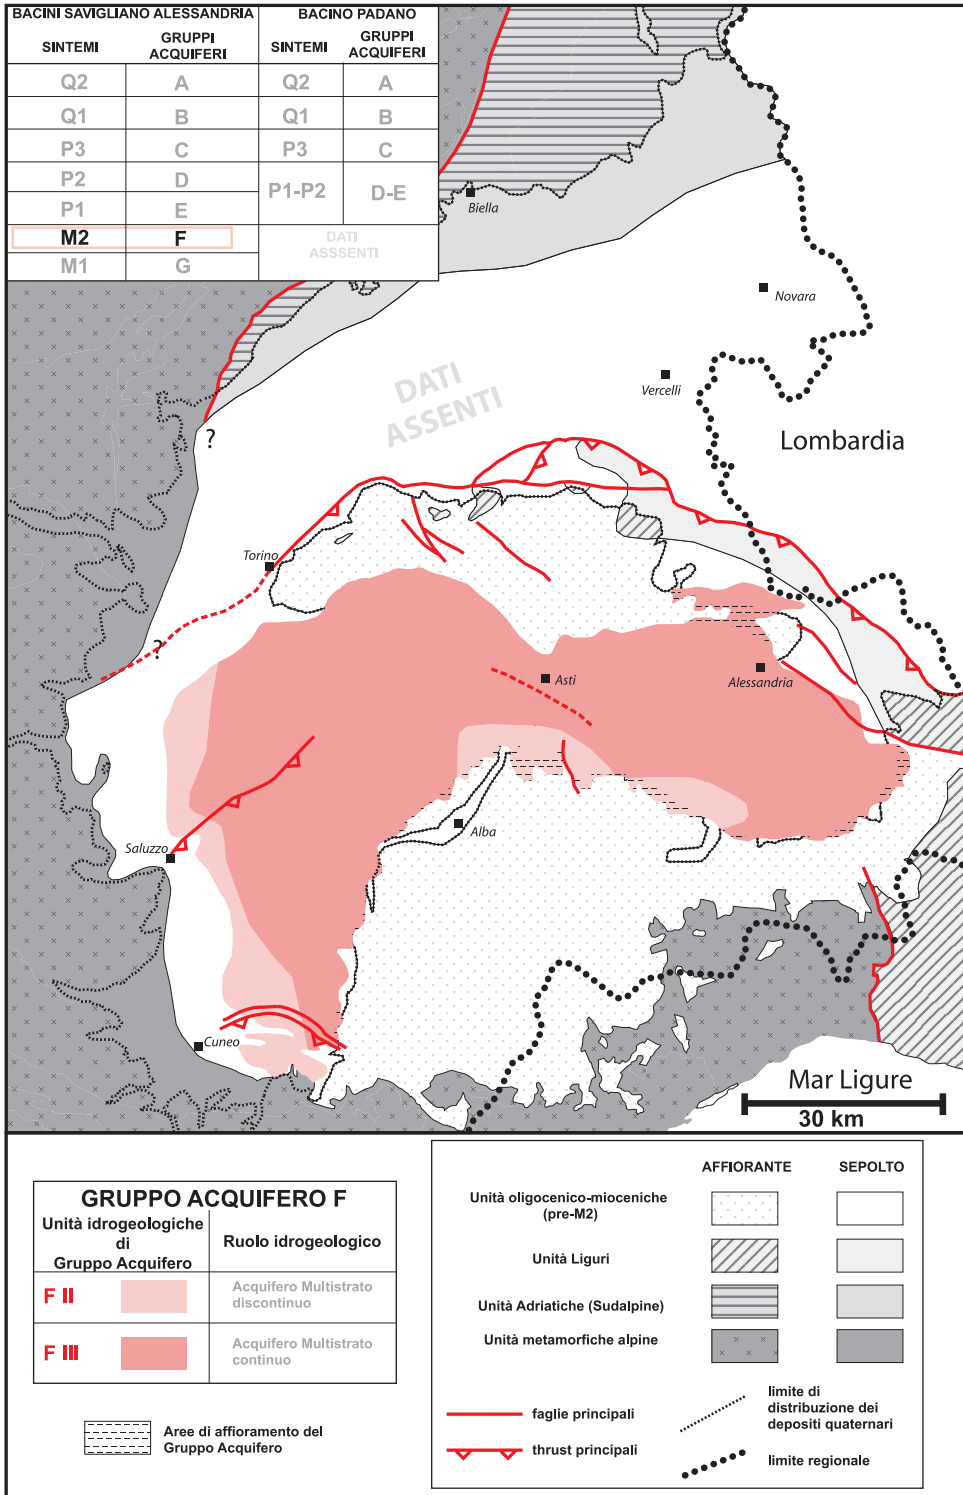 BACINI SAVIGLIANO ALESSANDRIA
BACINO PADANO
SINTEMI
GRUPPI
ACQUIFERI
SINTEMI
GRUPPI
ACQUIFERI
Q2 A Q2 A
Q1 B Q1 B
P3 C P3 C
P2 D
P1-P2 D-E
P1 E
M2 F
DATI
ASSSENTI
M1 G
Biella
Novara
DATI
ASSENTI
Vercelli
Lombardia
?
Torino
?
Asti
Alessandria
Saluzzo
Alba
Cuneo
Mar Ligure
30 km
GRUPPO ACQUIFERO F
Unità idrogeologiche
di
Gruppo Acquifero
Ruolo idrogeologico
F II
Acquifero Multistrato
discontinuo
F III
Acquifero Multistrato
continuo
Aree di affioramento del
Gruppo Acquifero
AFFIORANTE
SEPOLTO
Unità oligocenico-mioceniche
(pre-M2)
Unità Liguri
Unità Adriatiche (Sudalpine)
Unità metamorfiche alpine
faglie principali
thrust principali
limite di
distribuzione dei
depositi quaternari
limite regionale